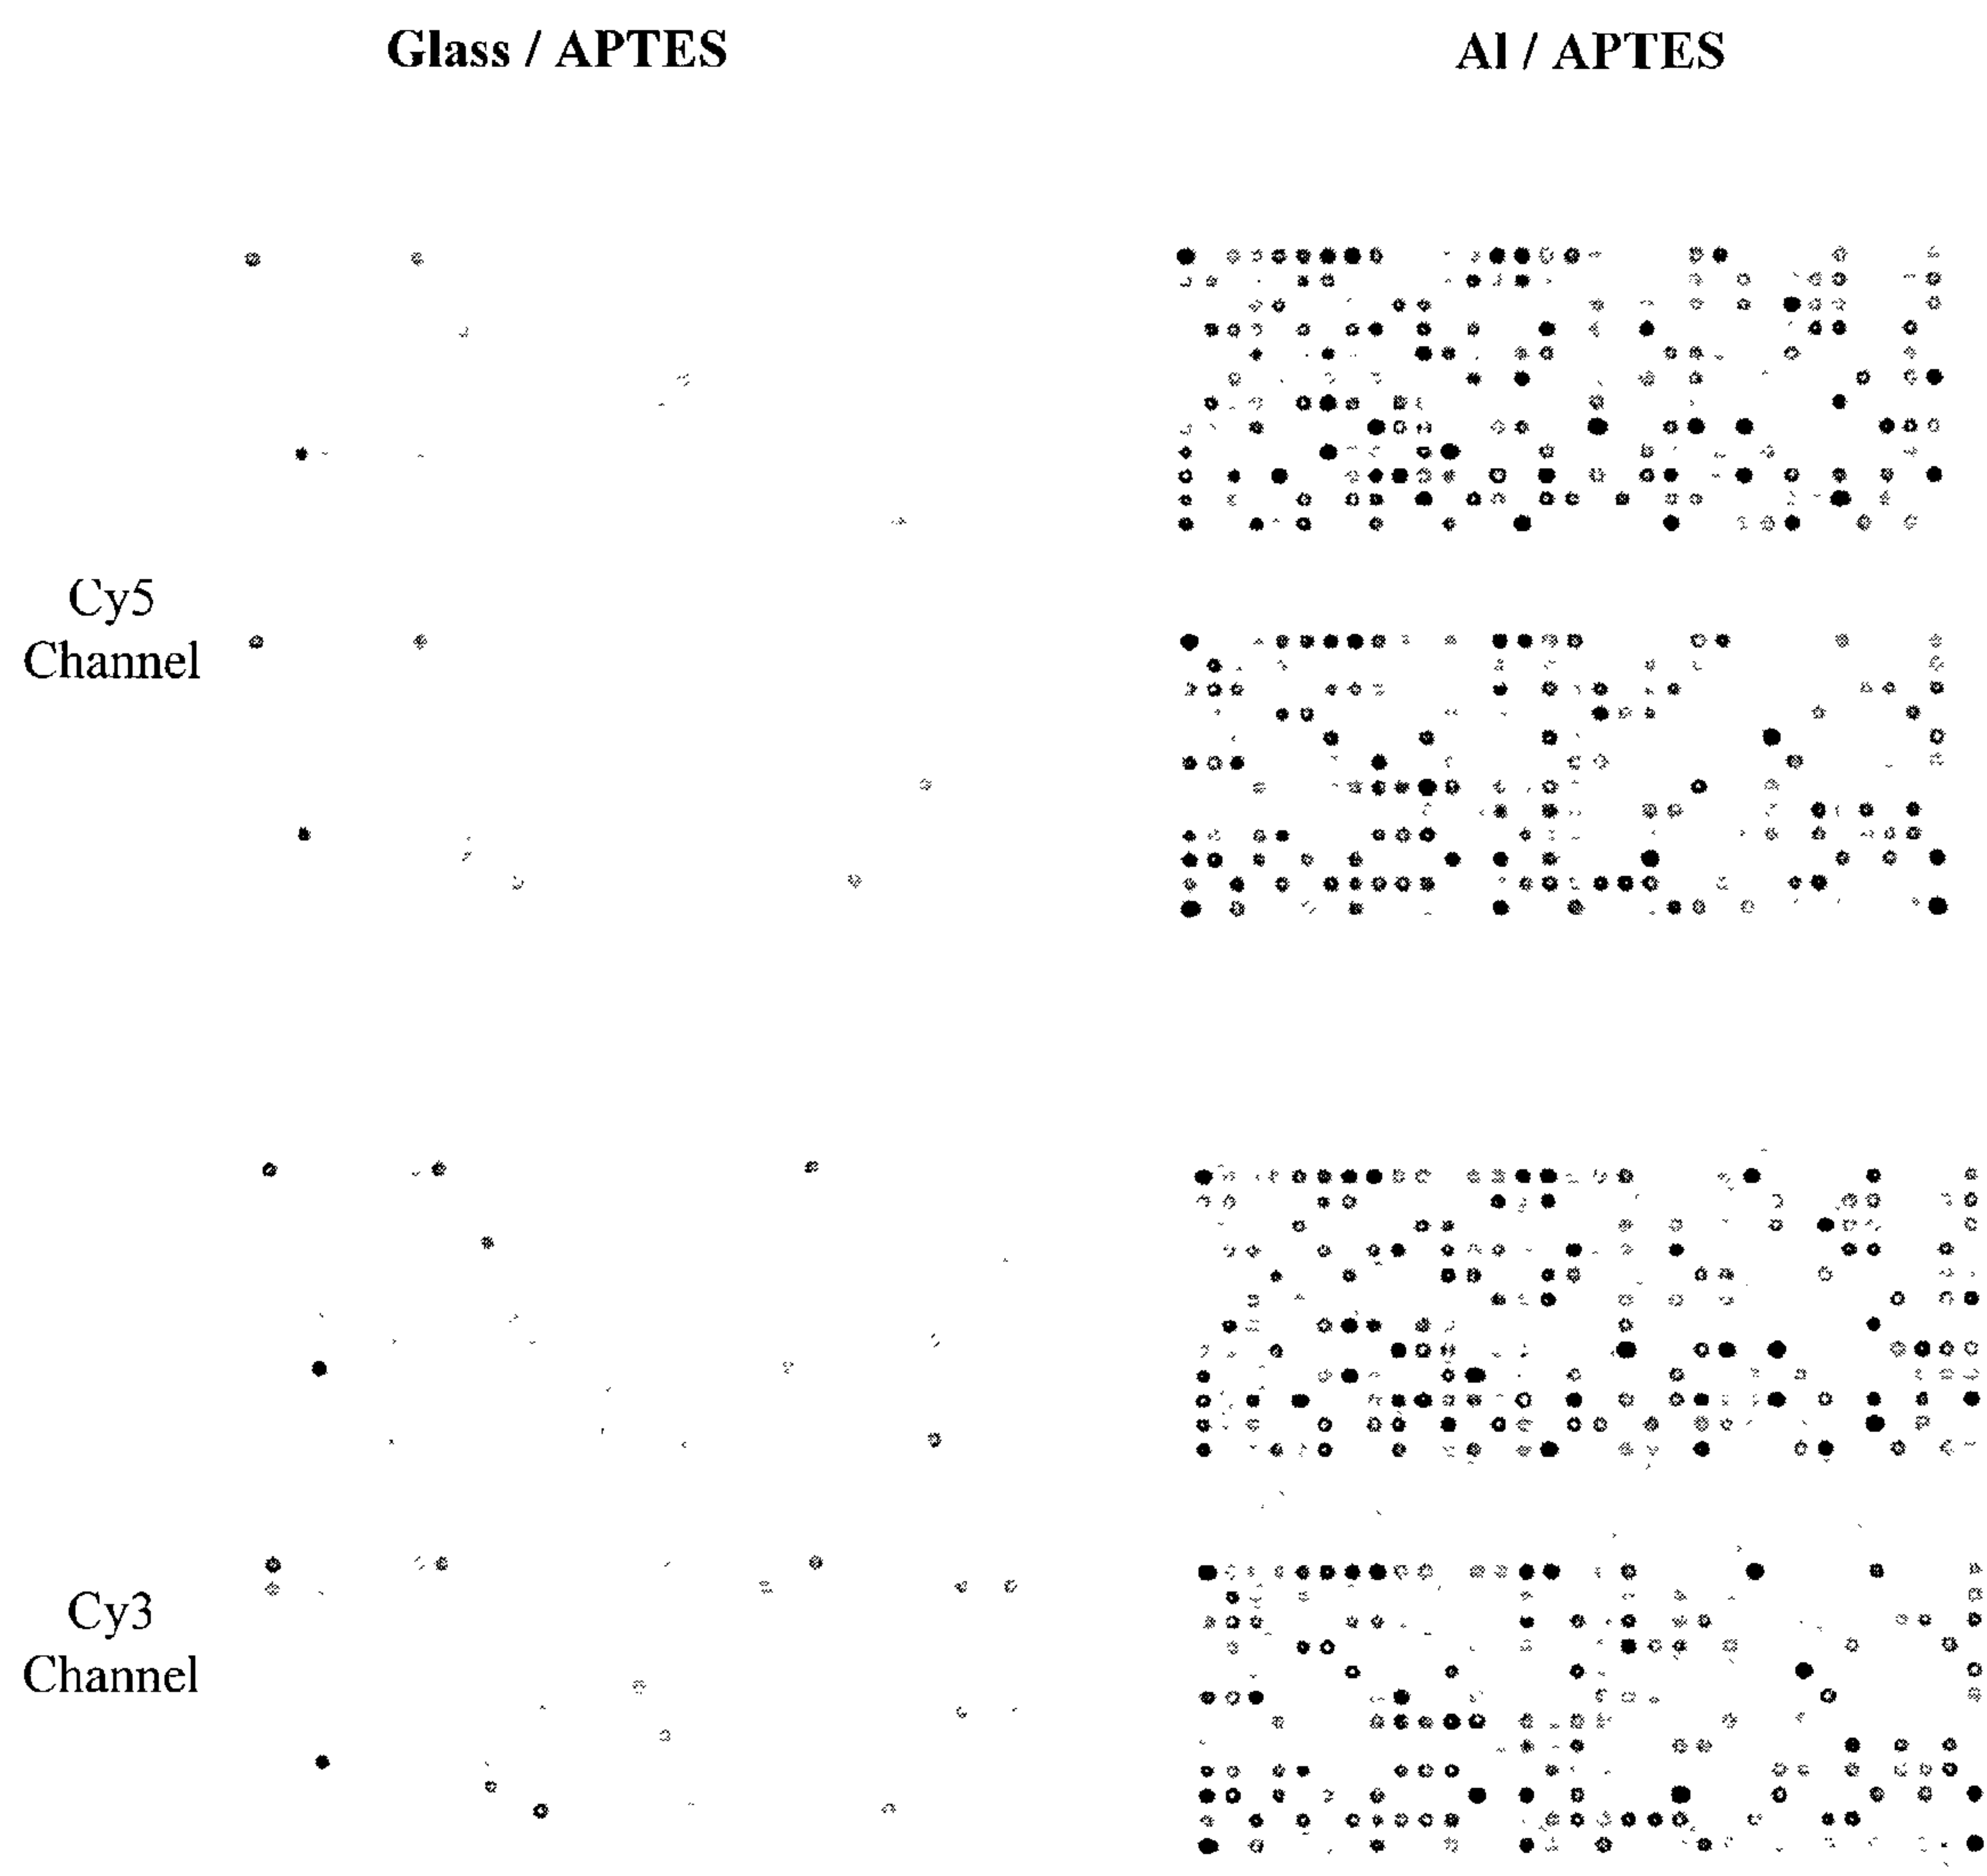 Glass / APTES
Al / APTES
Cy5
Channel
Cy3
Channel